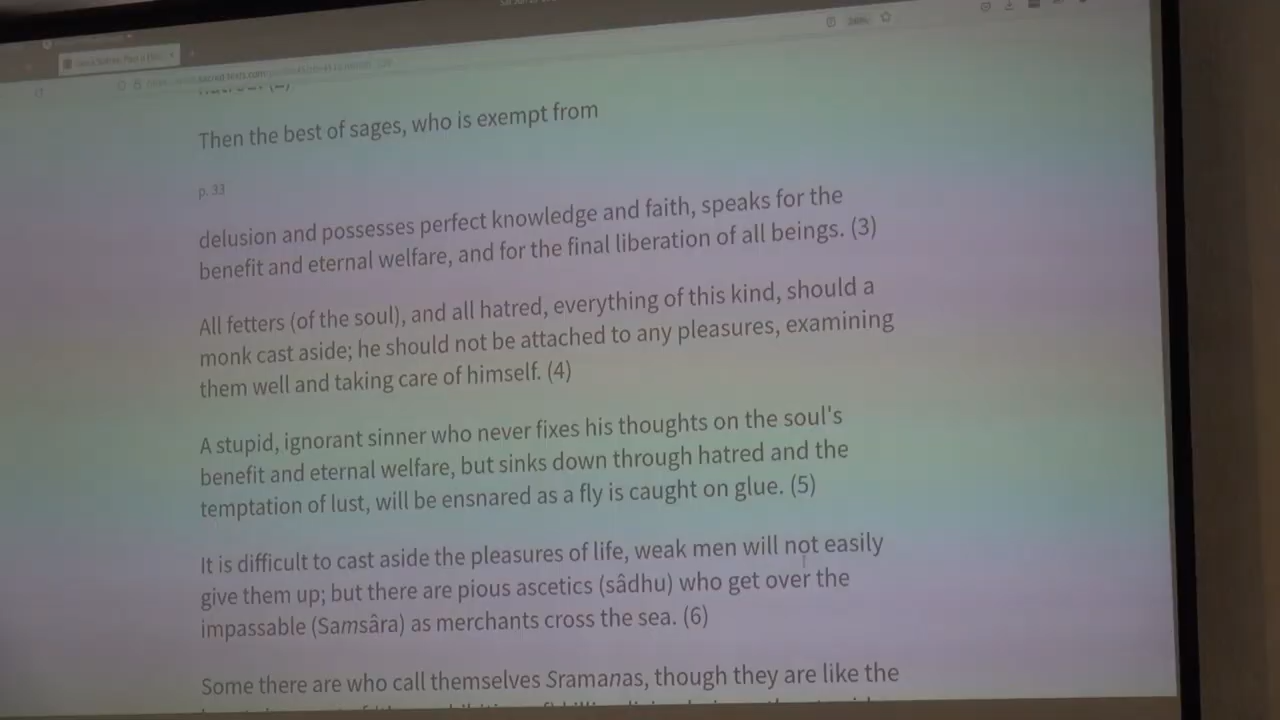 Then the best of sages, who is exempt from
p. 33
delusion and possesses perfect knowledge and faith, speaks for the
benefit and eternal welfare, and for the final liberation of all beings. (3)
All fetters (of the soul), and all hatred, everything of this kind, should a
monk cast aside; he should not be attached to any pleasures, examining
them well and taking care of himself. (4)
A stupid, ignorant sinner who never fixes his thoughts on the soul's
benefit and eternal welfare, but sinks down through hatred and the
temptation of lust, will be ensnared as a fly is caught on glue. (5)
It is difficult to cast aside the pleasures of life, weak men will not easily
give them up; but there are pious ascetics (sâdhu) who get over the
impassable (Samsâra) as merchants cross the sea. (6)
Some there are who call themselves Sramanas, though they are like the